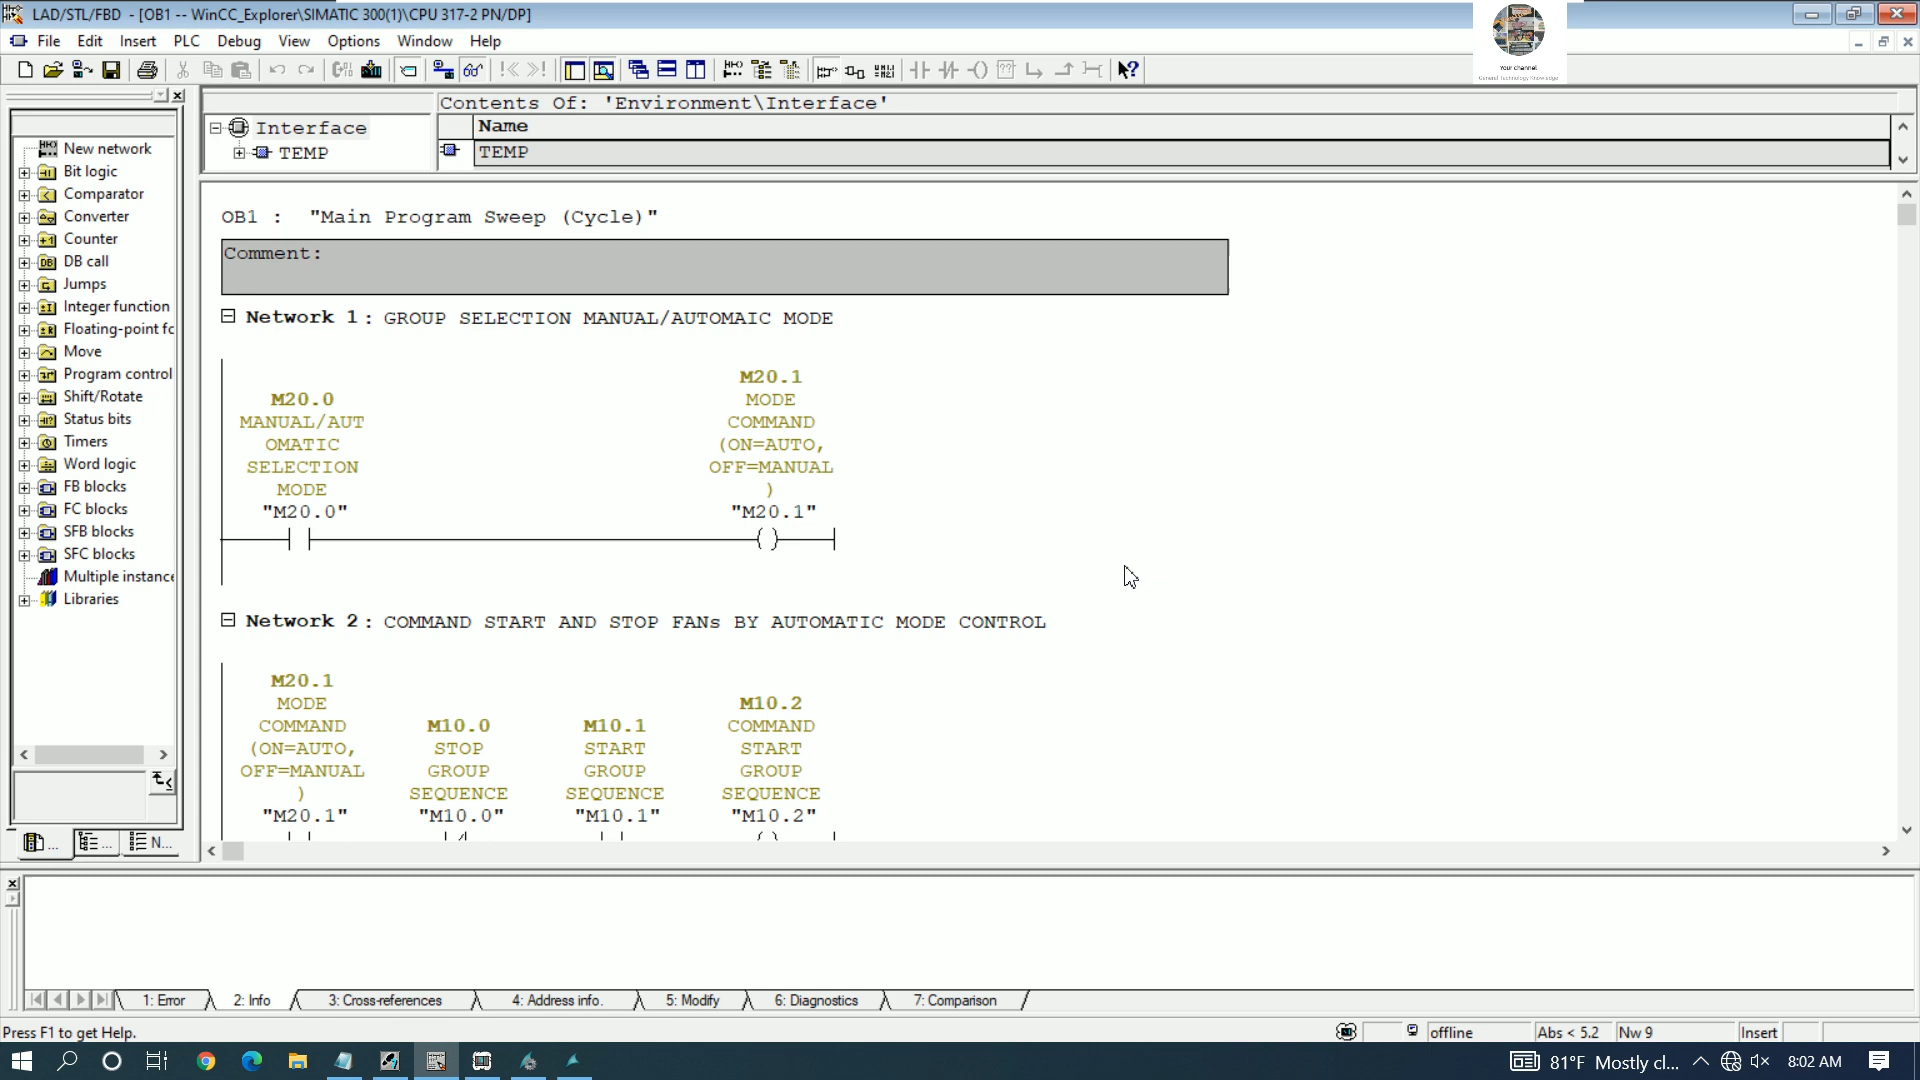 LAD/STL/FBD - [OB1 -- WinCC_Explorer\SIMATIC 300(1)\CPU 317-2 PN/DP]
File Edit Insert PLC Debug View Options Window Help
Your channel
General Technology Knowledge
Contents Of: 'Environment\Interface'
Interface
TEMP
Name
TEMP
New network
Bit logic
Comparator
Converter
Counter
DB call
Jumps
Integer function
Floating-point fc
Move
Program control
Shift/Rotate
Status bits
Timers
Word logic
FB blocks
FC blocks
SFB blocks
SFC blocks
Multiple instance
Libraries
N...
OB1 : "Main Program Sweep (Cycle)"
Comment:
Network 1: GROUP SELECTION MANUAL/AUTOMAIC MODE
M20.0
MANUAL/AUT
OMATIC
SELECTION
MODE
"M20.0"
M20.1
MODE
COMMAND
(ON=AUTO,
OFF=MANUAL
)
"M20.1"
Network 2: COMMAND START AND STOP FANs BY AUTOMATIC MODE CONTROL
M20.1
MODE
COMMAND
(ON=AUTO,
OFF=MANUAL
)
"M20.1"
M10.0
STOP
GROUP
SEQUENCE
"M10.0"
M10.1
START
GROUP
SEQUENCE
"M10.1"
M10.2
COMMAND
START
GROUP
SEQUENCE
"M10.2"
1: Error 2: Info 3: Cross-references 4: Address info. 5: Modify 6: Diagnostics 7: Comparison
Press F1 to get Help.
offline Abs < 5.2 Nw 9 Insert
81°F Mostly cl... 8:02 AM